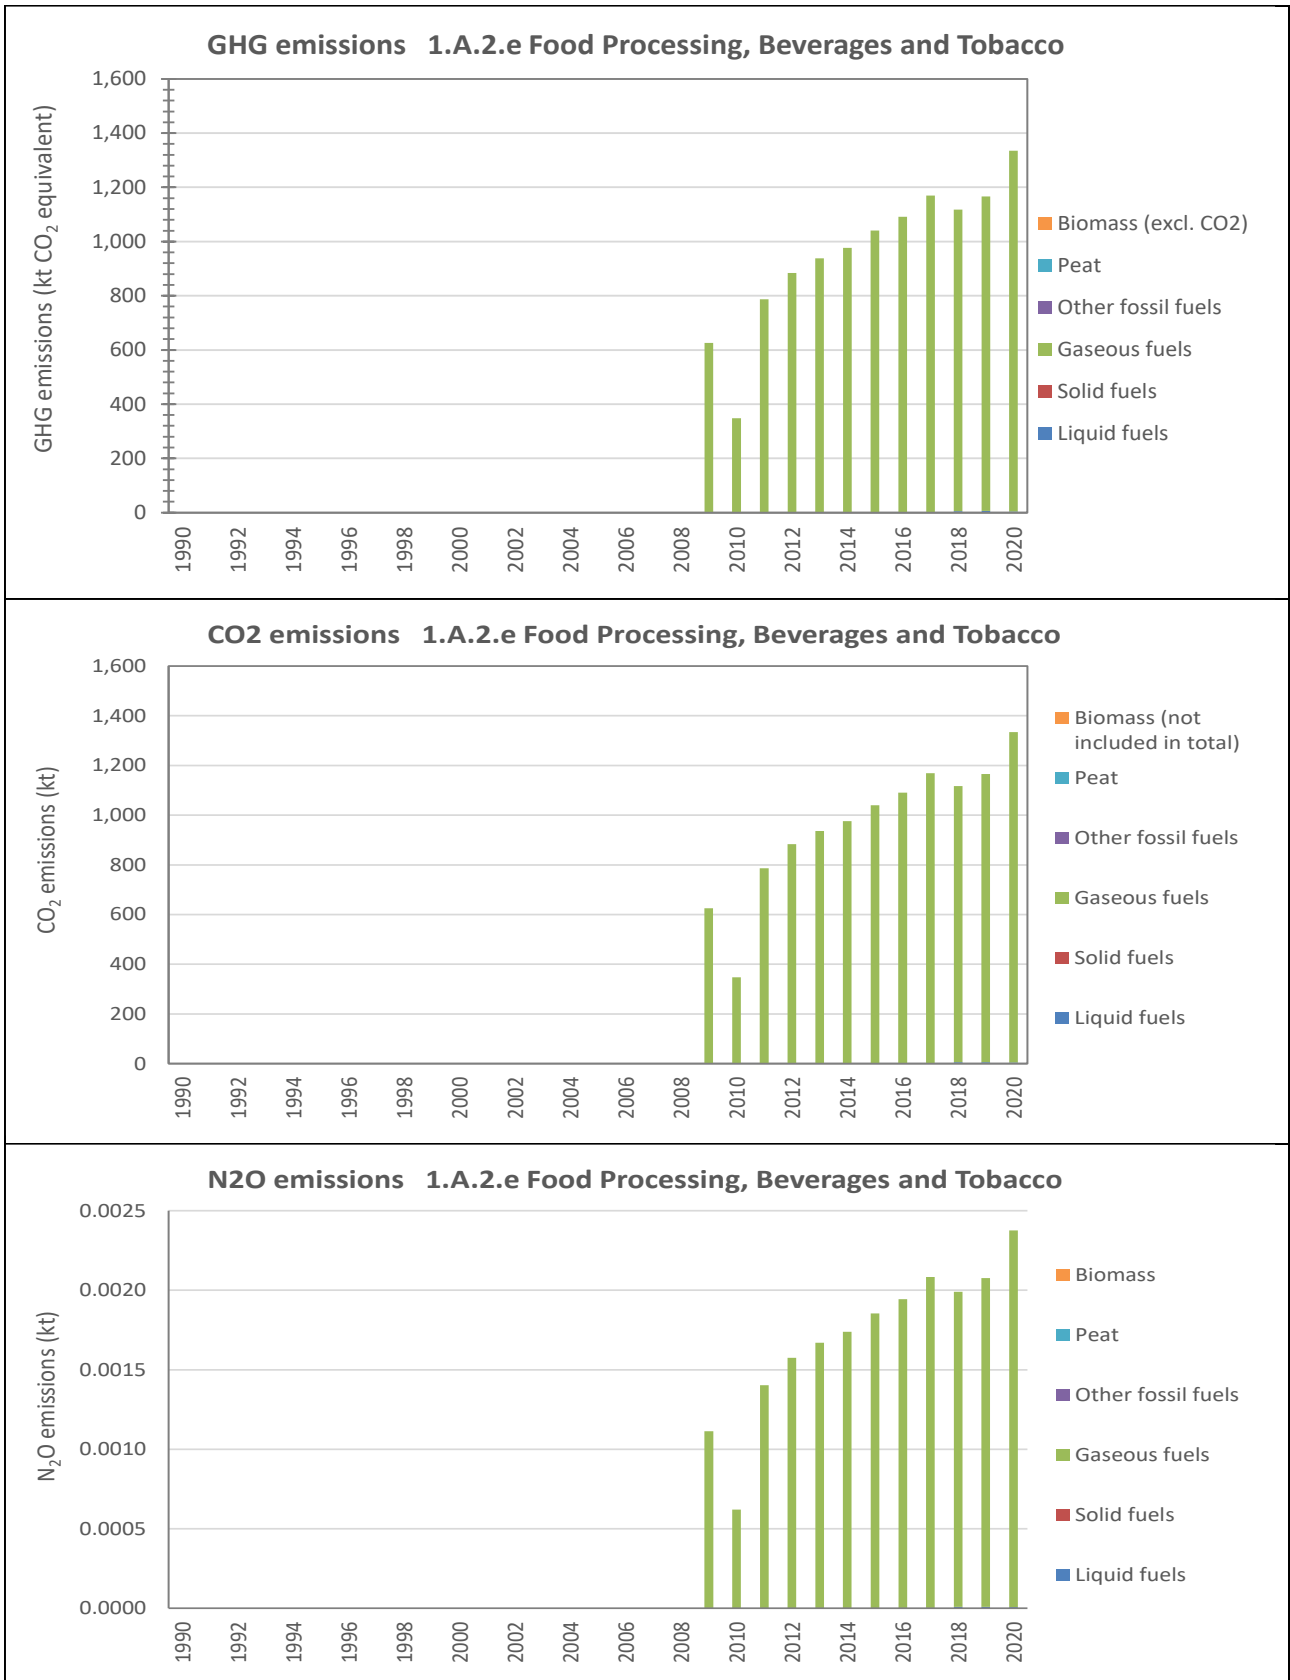 GHG emissions 1.A.2.e Food Processing, Beverages and Tobacco
GHG emissions (kt CO₂ equivalent)
1,600
1,400
1,200
1,000
800
600
400
200
0
1990
1992
1994
1996
1998
2000
2002
2004
2006
2008
2010
2012
2014
2016
2018
2020
Biomass (excl. CO2)
Peat
Other fossil fuels
Gaseous fuels
Solid fuels
Liquid fuels
CO2 emissions 1.A.2.e Food Processing, Beverages and Tobacco
CO₂ emissions (kt)
1,600
1,400
1,200
1,000
800
600
400
200
0
1990
1992
1994
1996
1998
2000
2002
2004
2006
2008
2010
2012
2014
2016
2018
2020
Biomass (not
included in total)
Peat
Other fossil fuels
Gaseous fuels
Solid fuels
Liquid fuels
N2O emissions 1.A.2.e Food Processing, Beverages and Tobacco
N₂O emissions (kt)
0.0025
0.0020
0.0015
0.0010
0.0005
0.0000
1990
1992
1994
1996
1998
2000
2002
2004
2006
2008
2010
2012
2014
2016
2018
2020
Biomass
Peat
Other fossil fuels
Gaseous fuels
Solid fuels
Liquid fuels